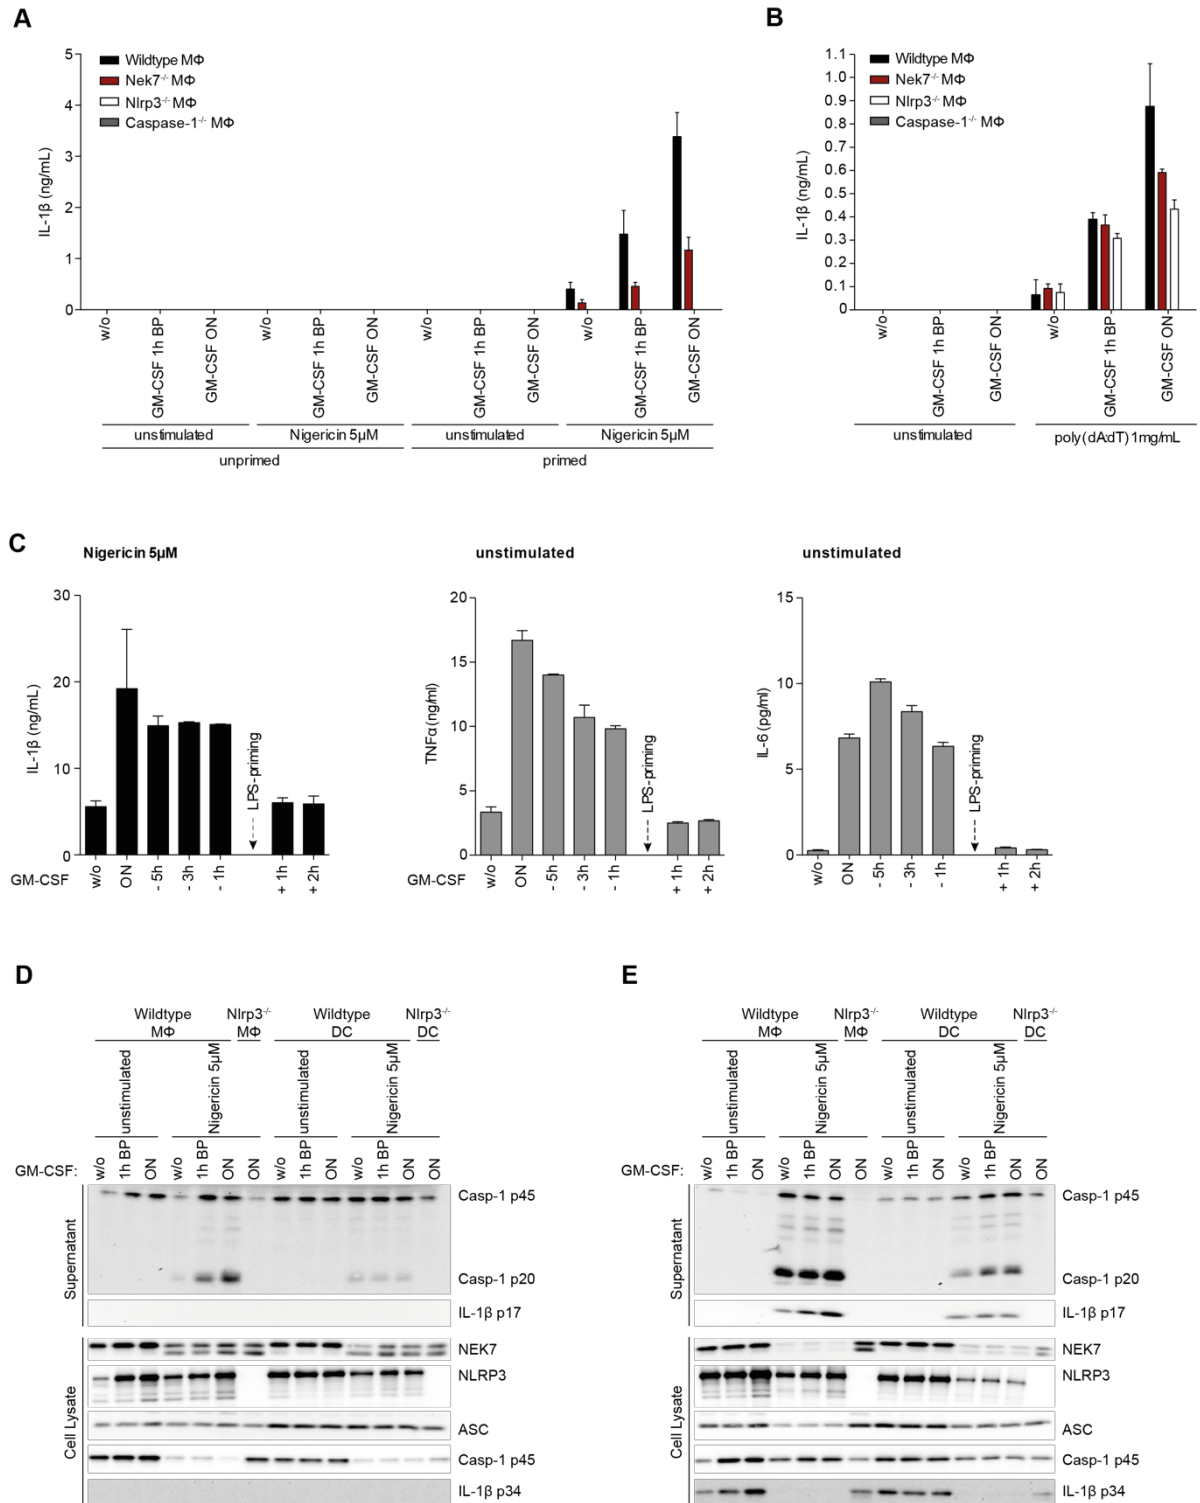 A
IL-1β (ng/mL)
5
4
3
2
1
0
Wildtype MΦ
Nek7-/- MΦ
Nlrp3-/- MΦ
Caspase-1-/- MΦ
w/o
GM-CSF 1h BP
GM-CSF ON
w/o
GM-CSF 1h BP
GM-CSF ON
w/o
GM-CSF 1h BP
GM-CSF ON
w/o
GM-CSF 1h BP
GM-CSF ON
unstimulated
Nigericin 5µM
unstimulated
Nigericin 5µM
unprimed
primed
B
IL-1β (ng/mL)
1.1
1.0
0.9
0.8
0.7
0.6
0.5
0.4
0.3
0.2
0.1
0
Wildtype MΦ
Nek7-/- MΦ
Nlrp3-/- MΦ
Caspase-1-/- MΦ
w/o
GM-CSF 1h BP
GM-CSF ON
w/o
GM-CSF 1h BP
GM-CSF ON
unstimulated
poly(dA:dT) 1mg/mL
C
Nigericin 5µM
IL-1β (ng/mL)
30
20
10
0
LPS-priming
GM-CSF
w/o
ON
- 5h
- 3h
- 1h
+ 1h
+ 2h
unstimulated
TNFα (ng/ml)
20
15
10
5
0
LPS-priming
GM-CSF
w/o
ON
- 5h
- 3h
- 1h
+ 1h
+ 2h
unstimulated
IL-6 (pg/ml)
15
10
5
0
LPS-priming
w/o
ON
- 5h
- 3h
- 1h
+ 1h
+ 2h
D
Wildtype MΦ
Nlrp3-/- MΦ
Wildtype DC
Nlrp3-/- DC
unstimulated
Nigericin 5µM
unstimulated
Nigericin 5µM
GM-CSF:
w/o
1h BP
ON
w/o
1h BP
ON
ON
w/o
1h BP
ON
w/o
1h BP
ON
ON
Supernatant
Casp-1 p45
Casp-1 p20
IL-1β p17
Cell Lysate
NEK7
NLRP3
ASC
Casp-1 p45
IL-1β p34
E
Wildtype MΦ
Nlrp3-/- MΦ
Wildtype DC
Nlrp3-/- DC
unstimulated
Nigericin 5µM
unstimulated
Nigericin 5µM
GM-CSF:
w/o
1h BP
ON
w/o
1h BP
ON
ON
w/o
1h BP
ON
w/o
1h BP
ON
ON
Supernatant
Casp-1 p45
Casp-1 p20
IL-1β p17
Cell Lysate
NEK7
NLRP3
ASC
Casp-1 p45
IL-1β p34